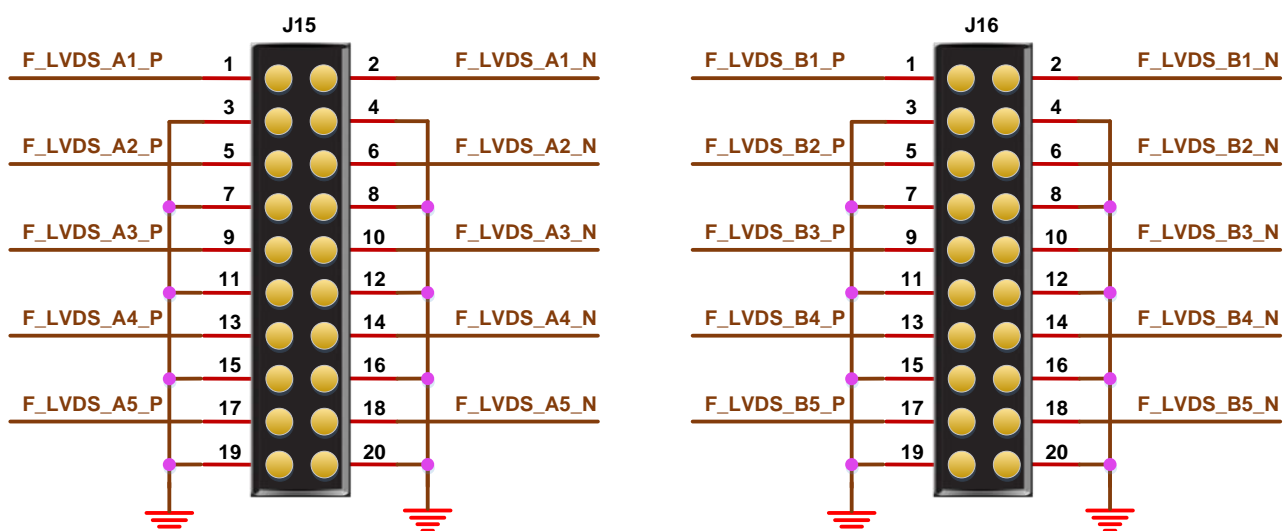 J15 J16
F_LVDS_A1_P 1 2 F_LVDS_A1_N F_LVDS_B1_P 1 2 F_LVDS_B1_N
3 4 3 4
F_LVDS_A2_P 5 6 F_LVDS_A2_N F_LVDS_B2_P 5 6 F_LVDS_B2_N
7 8 7 8
F_LVDS_A3_P 9 10 F_LVDS_A3_N F_LVDS_B3_P 9 10 F_LVDS_B3_N
11 12 11 12
F_LVDS_A4_P 13 14 F_LVDS_A4_N F_LVDS_B4_P 13 14 F_LVDS_B4_N
15 16 15 16
F_LVDS_A5_P 17 18 F_LVDS_A5_N F_LVDS_B5_P 17 18 F_LVDS_B5_N
19 20 19 20